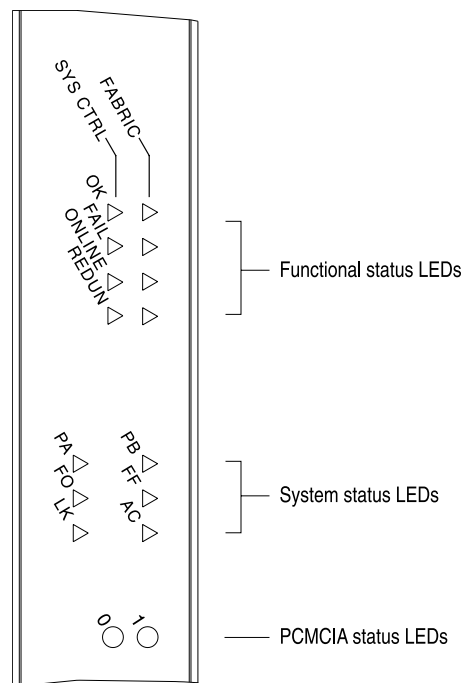 SYS CTRL
FABRIC
OK
FAIL
ONLINE
REDUN
Functional status LEDs
PA
PB
FO
FF
LK
AC
System status LEDs
0
1
PCMCIA status LEDs